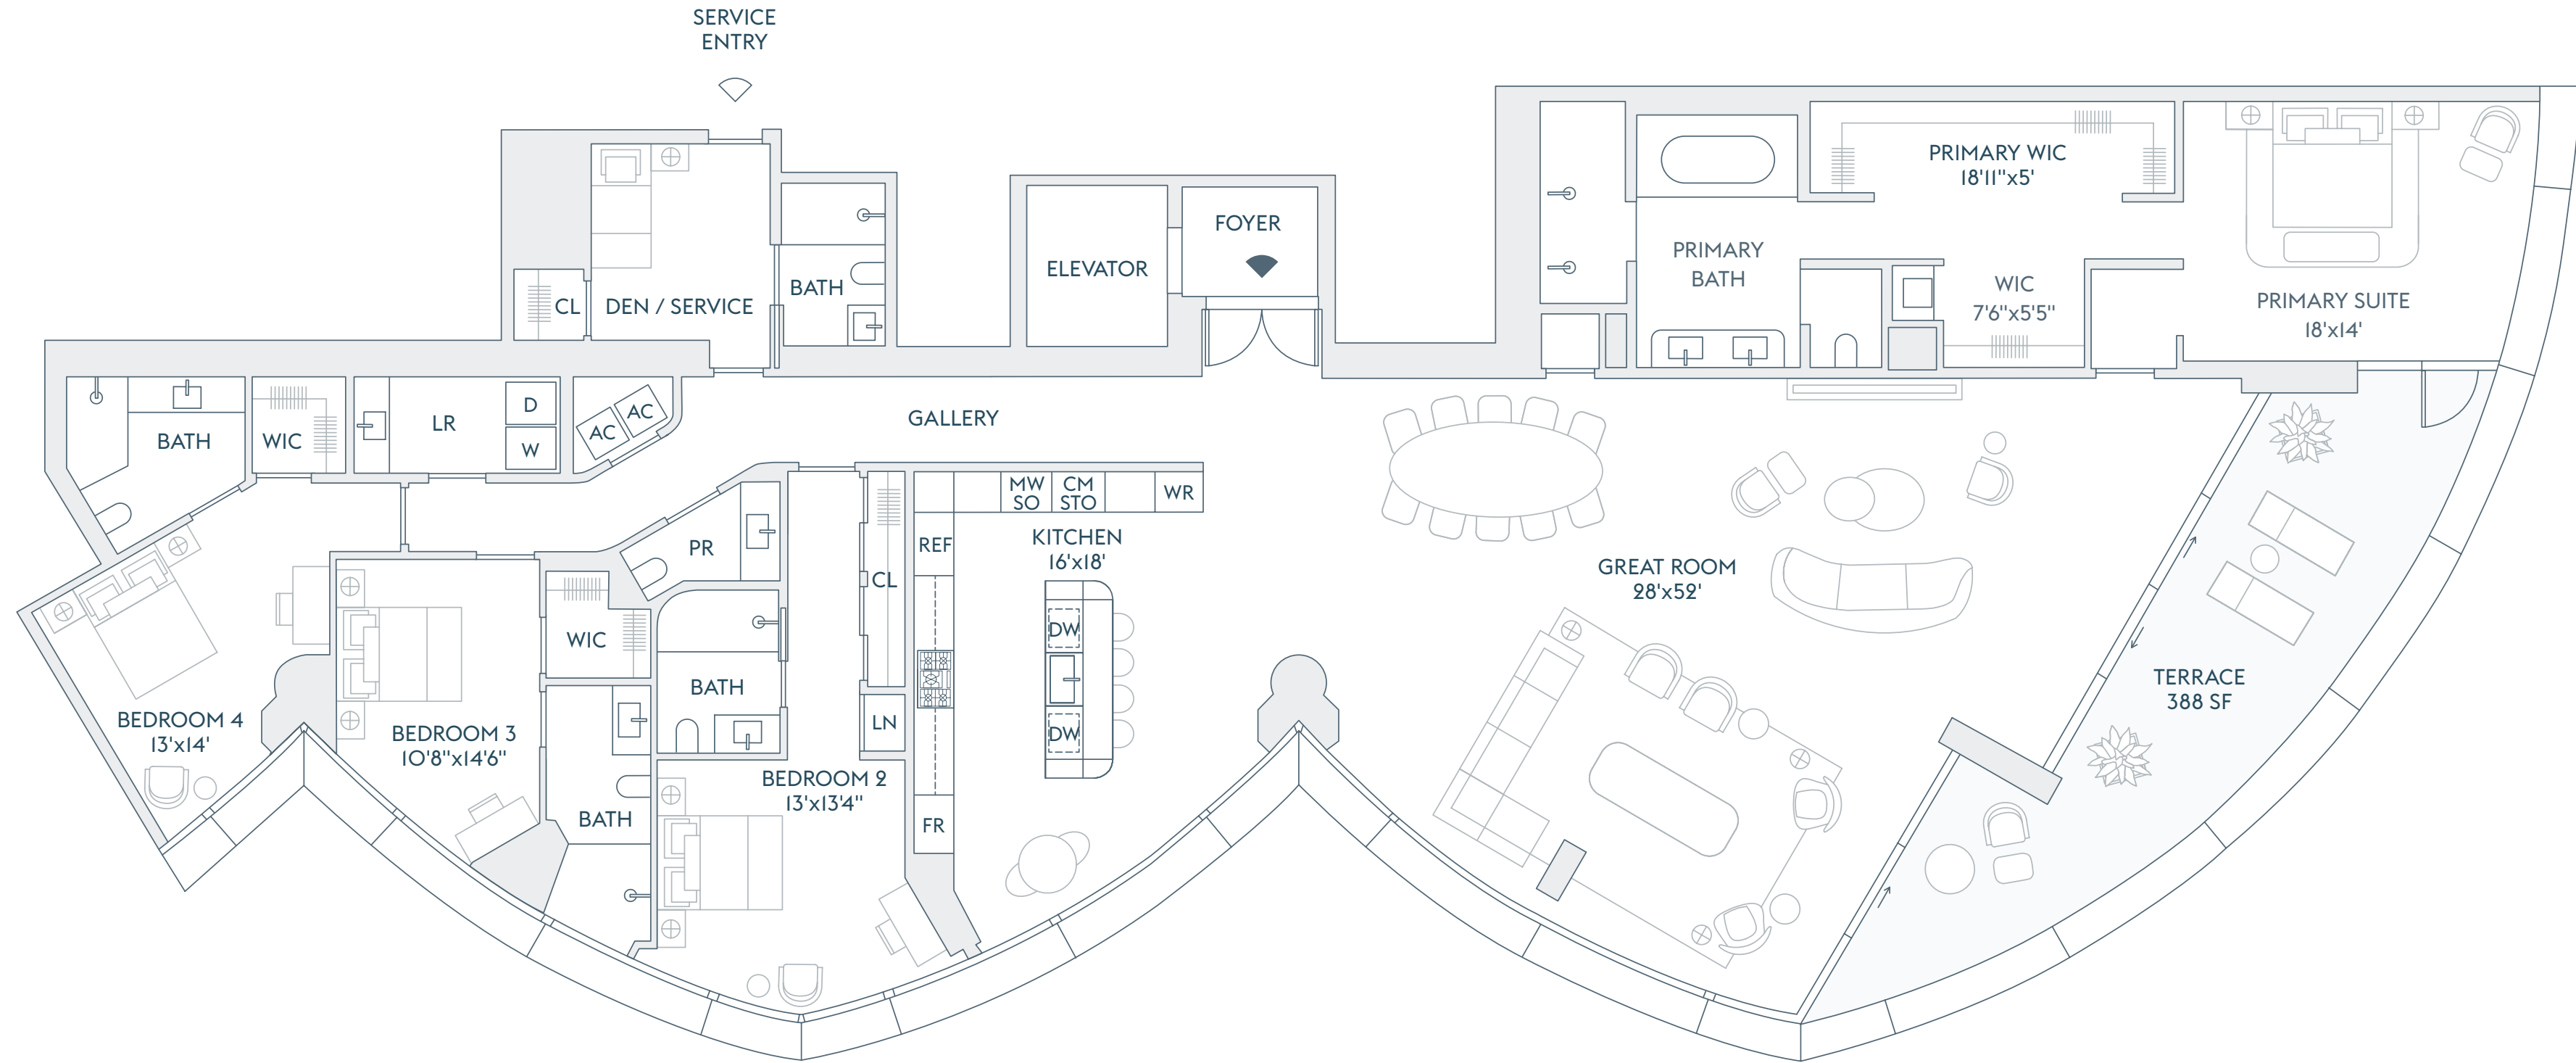 SERVICE
ENTRY
PRIMARY WIC
18'11"x5'
FOYER
ELEVATOR
PRIMARY
BATH
WIC
7'6"x5'5"
PRIMARY SUITE
18'x14'
CL
DEN / SERVICE
BATH
BATH
WIC
LR
D
W
AC
AC
GALLERY
MW
SO
CM
STO
WR
REF
KITCHEN
16'x18'
PR
CL
GREAT ROOM
28'x52'
WIC
DW
BATH
LN
DW
TERRACE
388 SF
BEDROOM 4
13'x14'
BEDROOM 3
10'8"x14'6"
BEDROOM 2
13'x13'4"
BATH
FR